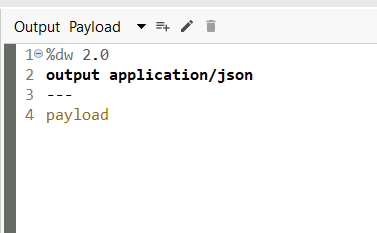 Output Payload
1 %dw 2.0
2 output application/json
3 ---
4 payload